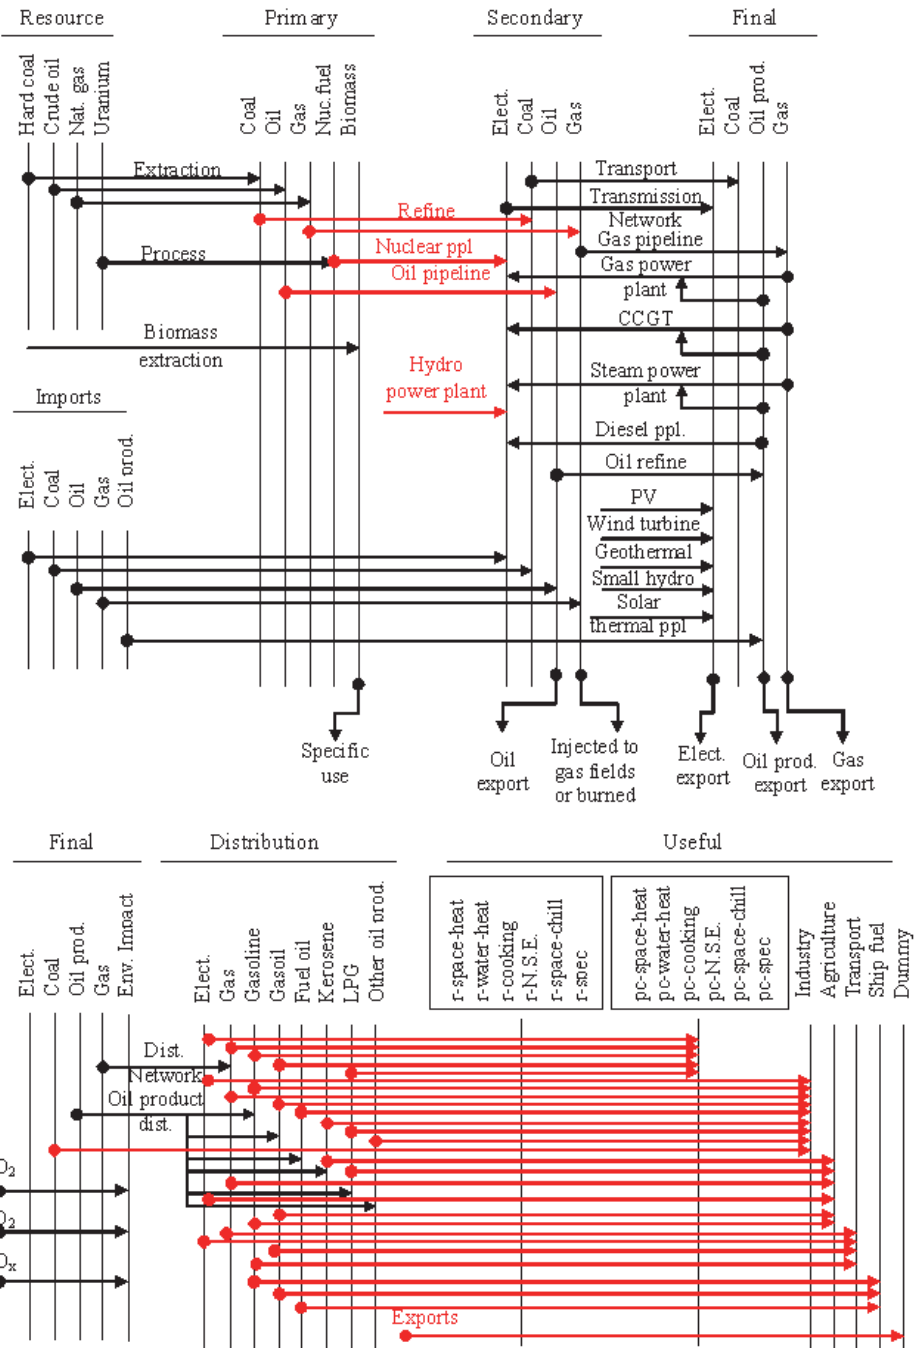 Resource
Primary
Secondary
Final
Hard coal
Crude oil
Nat. gas
Uranium
Coal
Oil
Gas
Nuc.fuel
Biomass
Elect.
Coal
Oil
Gas
Elect.
Coal
Oil prod.
Gas
Extraction
Transport
Transmission
Refine
Network
Gas pipeline
Process
Nuclear ppl
Oil pipeline
Gas power
plant
CCGT
Biomass
extraction
Hydro
power plant
Steam power
plant
Imports
Diesel ppl.
Oil refine
Elect.
Coal
Oil
Gas
Oil prod.
PV
Wind turbine
Geothermal
Small hydro
Solar
thermal ppl
Specific
use
Oil
export
Injected to
gas fields
or burned
Elect.
export
Oil prod.
export
Gas
export
Final
Distribution
Useful
Elect.
Coal
Oil prod.
Gas
Env. Impact
Elect.
Gas
Gasoline
Gasoil
Fuel oil
Kerosene
LPG
Other oil prod.
r-space-heat
r-water-heat
r-cooking
r-N.S.E.
r-space-chill
r-spec
pc-space-heat
pc-water-heat
pc-cooking
pc-N.S.E.
pc-space-chill
pc-spec
Industry
Agriculture
Transport
Ship fuel
Dummy
Dist.
Network
Oil product
dist.
O2
O2
Ox
Exports